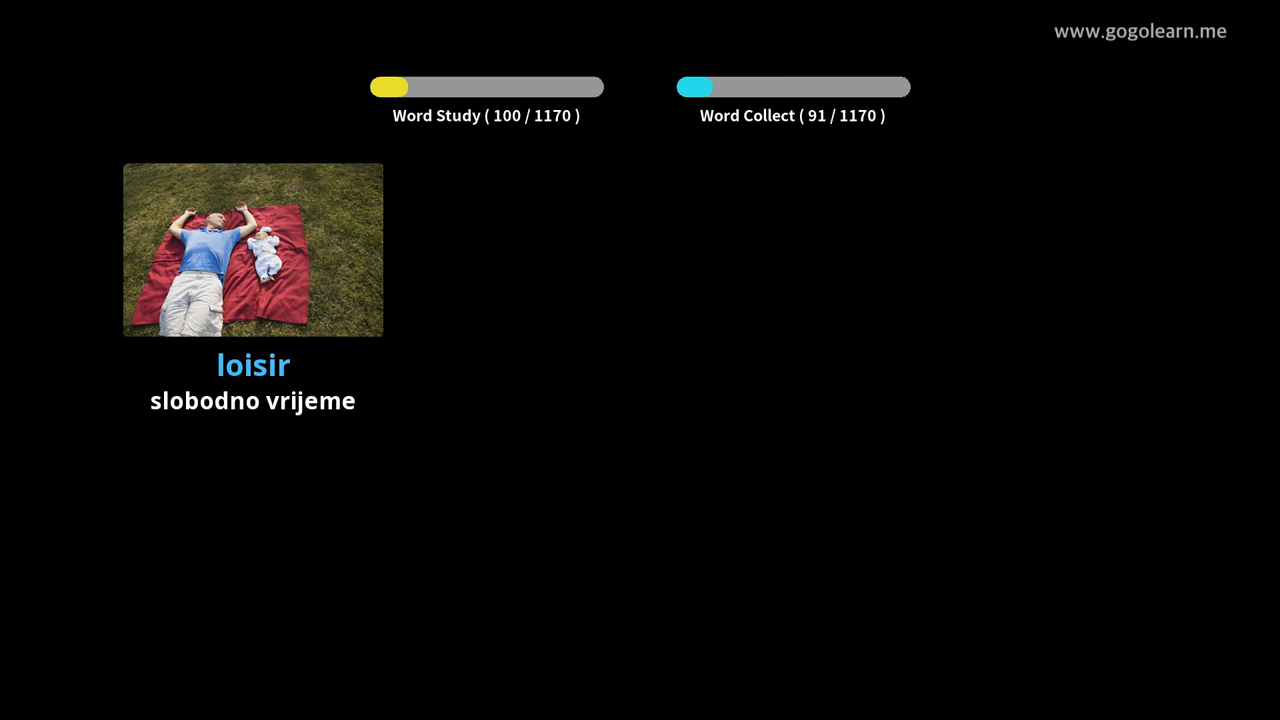 www.gogolearn.me
Word Study ( 100 / 1170 )
Word Collect ( 91 / 1170 )
loisir
slobodno vrijeme